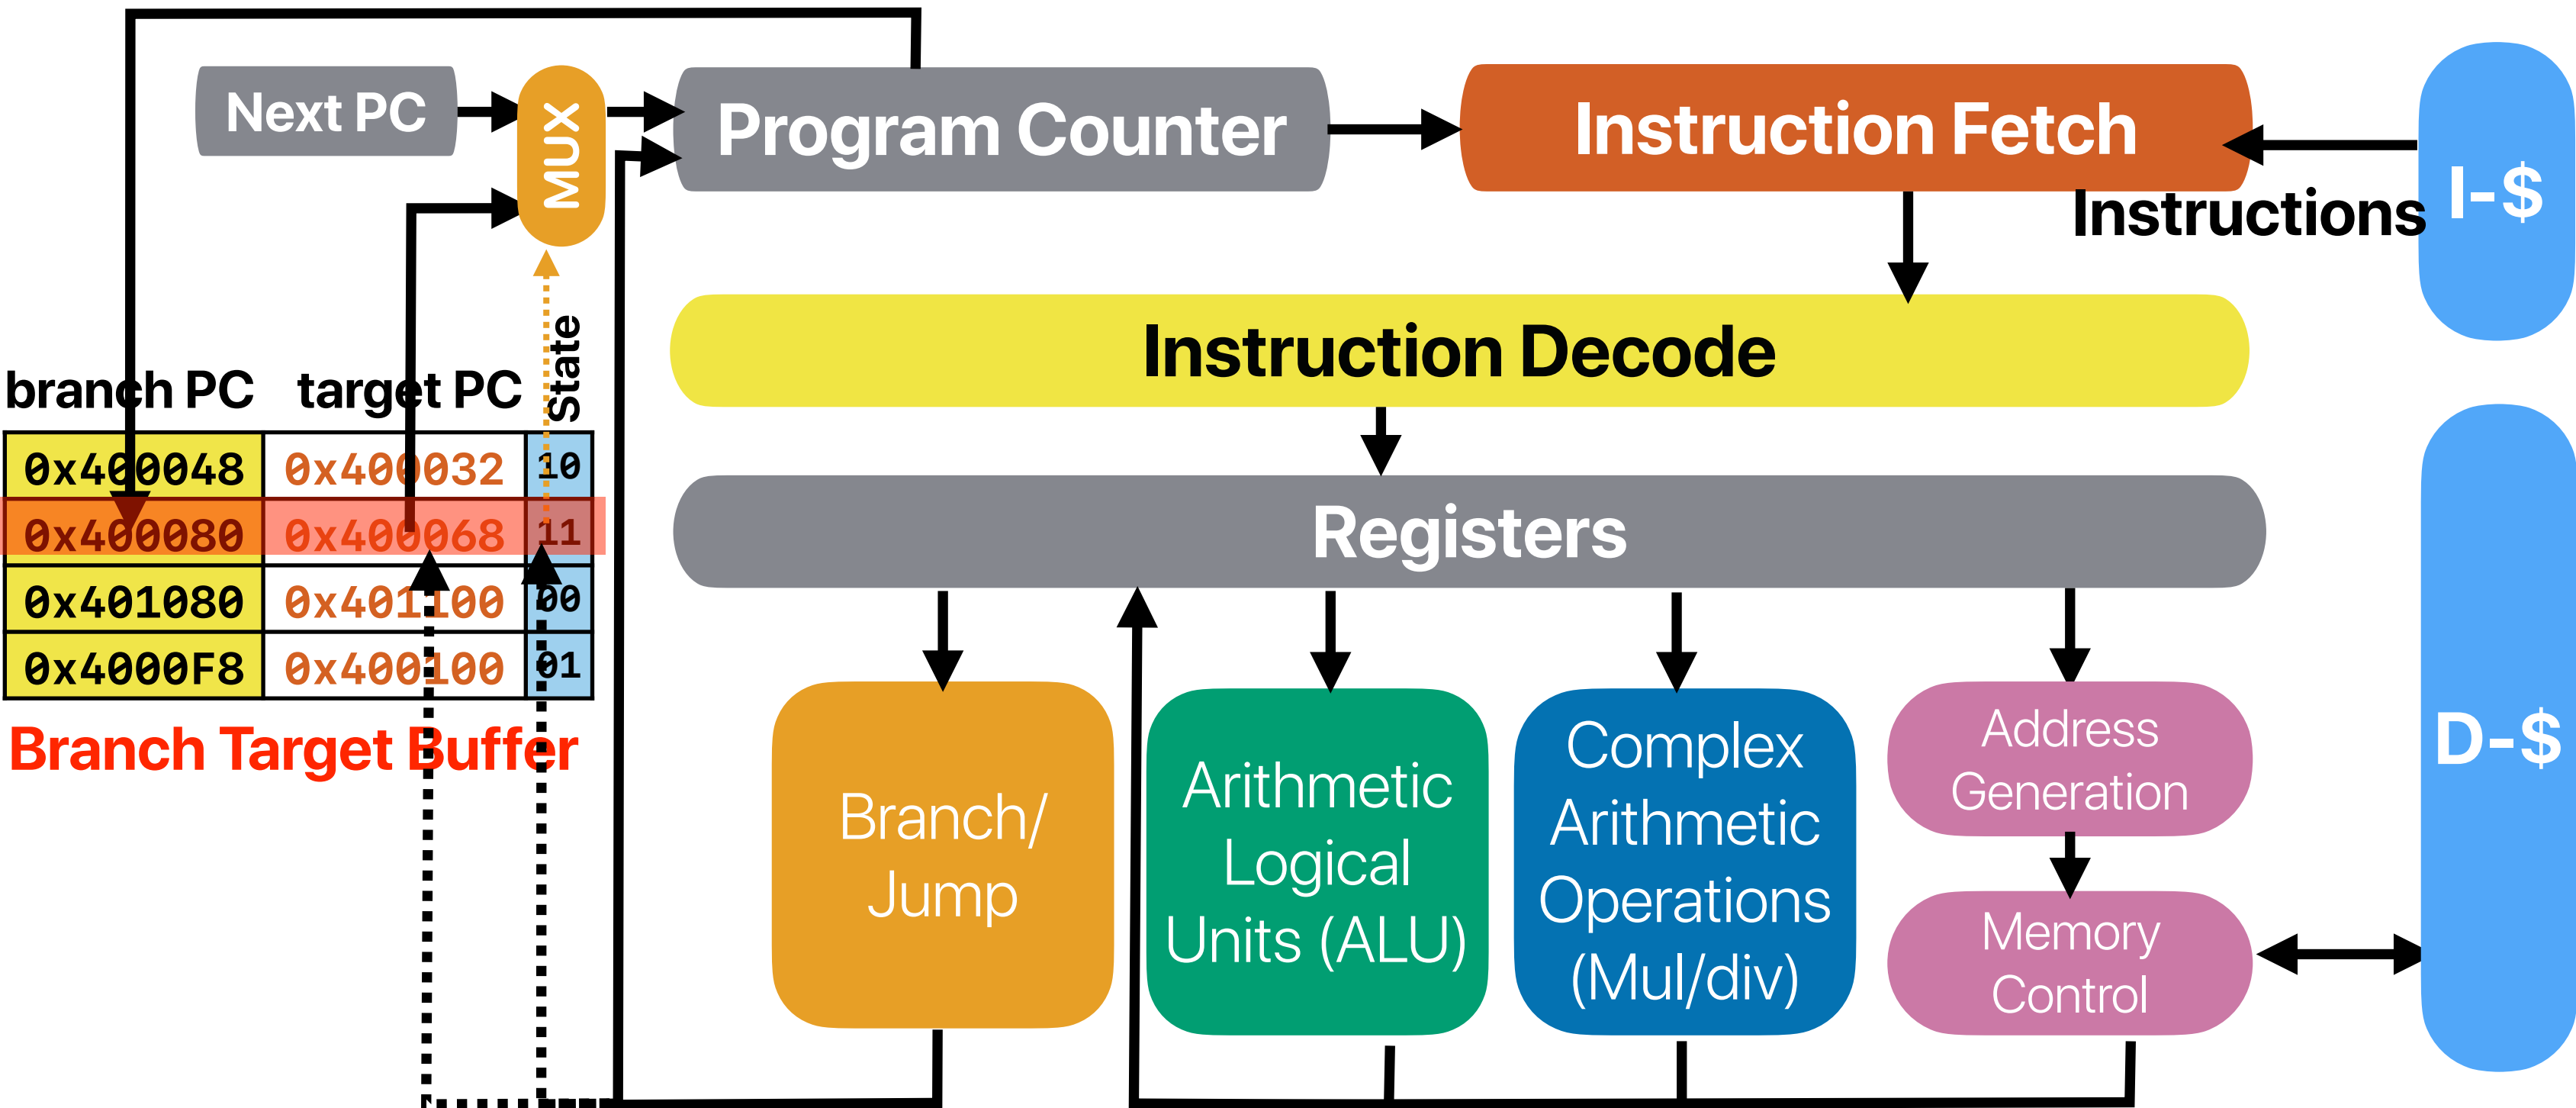 Next PC
MUX
Program Counter
Instruction Fetch
I-$
Instructions
State
Instruction Decode
branch PC target PC
0x400048 0x400032 10
0x400080 0x400068 11
0x401080 0x401100 00
0x4000F8 0x400100 01
Branch Target Buffer
Registers
Branch/
Jump
Arithmetic
Logical
Units (ALU)
Complex
Arithmetic
Operations
(Mul/div)
Address
Generation
Memory
Control
D-$